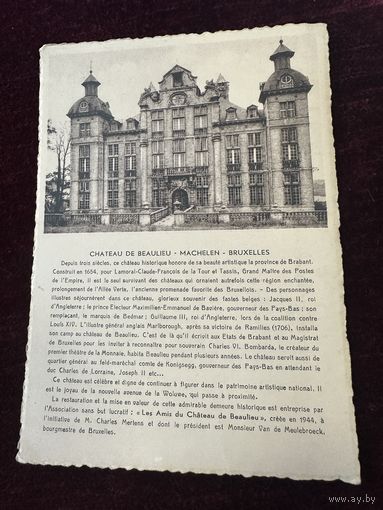 CHATEAU DE BEAULIEU - MACHELEN - BRUXELLES
Depuis trois siècles, ce château historique honore de sa beauté artistique la province de Brabant.
Construit en 1654, pour Lamoral-Claude-François de la Tour et Tassis, Grand Maître des Postes
de l'Empire, il est le seul survivant des châteaux qui ornaient autrefois cette région enchantée,
prolongement de l'Allée Verte, l'ancienne promenade favorite des Bruxellois. - Des personnages
illustres séjournèrent dans ce château, glorieux souvenir des fastes belges : Jacques II, roi
d'Angleterre ; le prince Electeur Maximilien-Emmanuel de Bavière, gouverneur des Pays-Bas ; son
remplaçant, le marquis de Bedmar ; Guillaume III, roi d'Angleterre, lors de la coalition contre
Louis XIV. L'illustre général anglais Marlborough, après sa victoire de Ramilies (1706), installa
son camp au château de Beaulieu. C'est de là qu'il écrivit aux Etats de Brabant et au Magistrat
de Bruxelles pour les inviter à reconnaître pour souverain Charles VI. Bombarda, le créateur du
premier théâtre de la Monnaie, habita Beaulieu pendant plusieurs années. Le château servit aussi de
quartier général au feld-maréchal comte de Konigsegg, gouverneur des Pays-Bas en attendant le
duc Charles de Lorraine, Joseph II etc...
Ce château est célèbre et digne de continuer à figurer dans le patrimoine artistique national. Il
est le joyau de la nouvelle avenue de la Woluwe, qui passe à proximité.
La restauration et la mise en valeur de cette admirable demeure historique est entreprise par
l'Association sans but lucratif : « Les Amis du Château de Beaulieu », créée en 1944, à
l'initiative de M. Charles Mertens et dont le président est Monsieur Van de Meulebroeck,
bourgmestre de Bruxelles.
ay.by